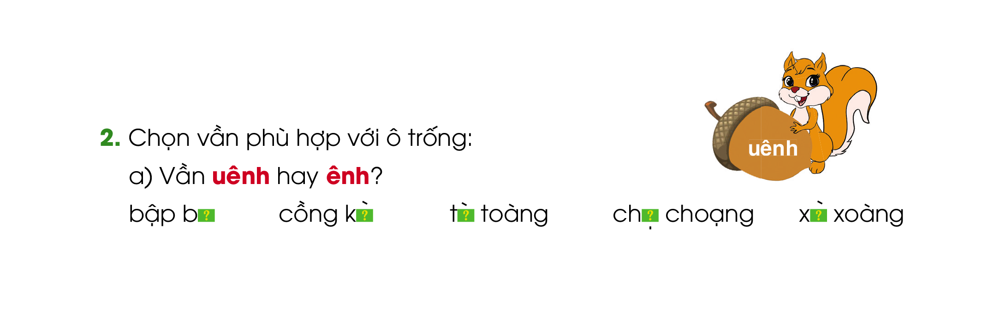 uênh
2. Chọn vần phù hợp với ô trống:
a) Vần uênh hay ênh?
bập b? cồng k?̀ t?̀ toàng ch?̣ choạng x?̀ xoàng